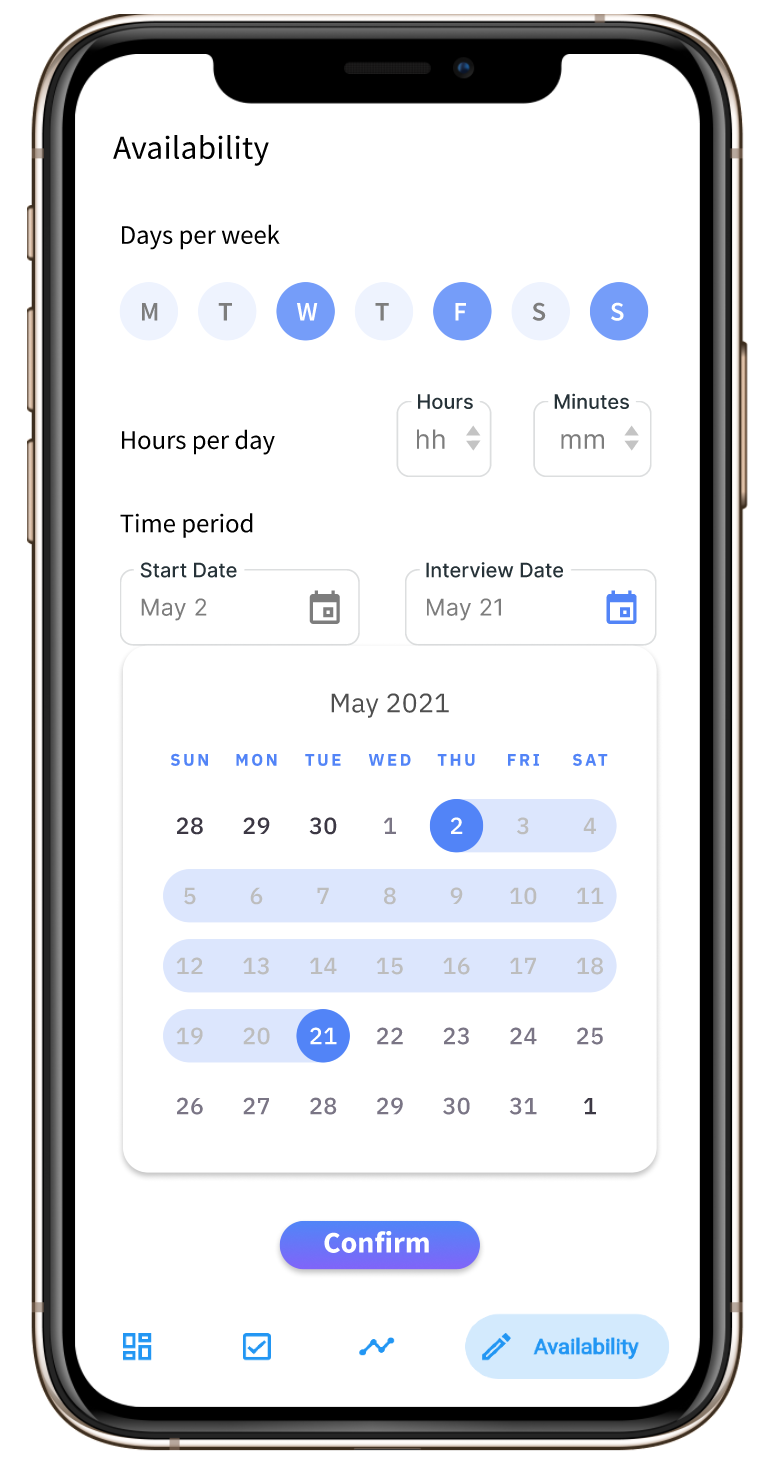 Availability
Days per week
M T W T F S S
Hours Minutes
Hours per day hh mm
Time period
Start Date Interview Date
May 2 May 21
May 2021
SUN MON TUE WED THU FRI SAT
28 29 30 1 2 3 4
5 6 7 8 9 10 11
12 13 14 15 16 17 18
19 20 21 22 23 24 25
26 27 28 29 30 31 1
Confirm
Availability